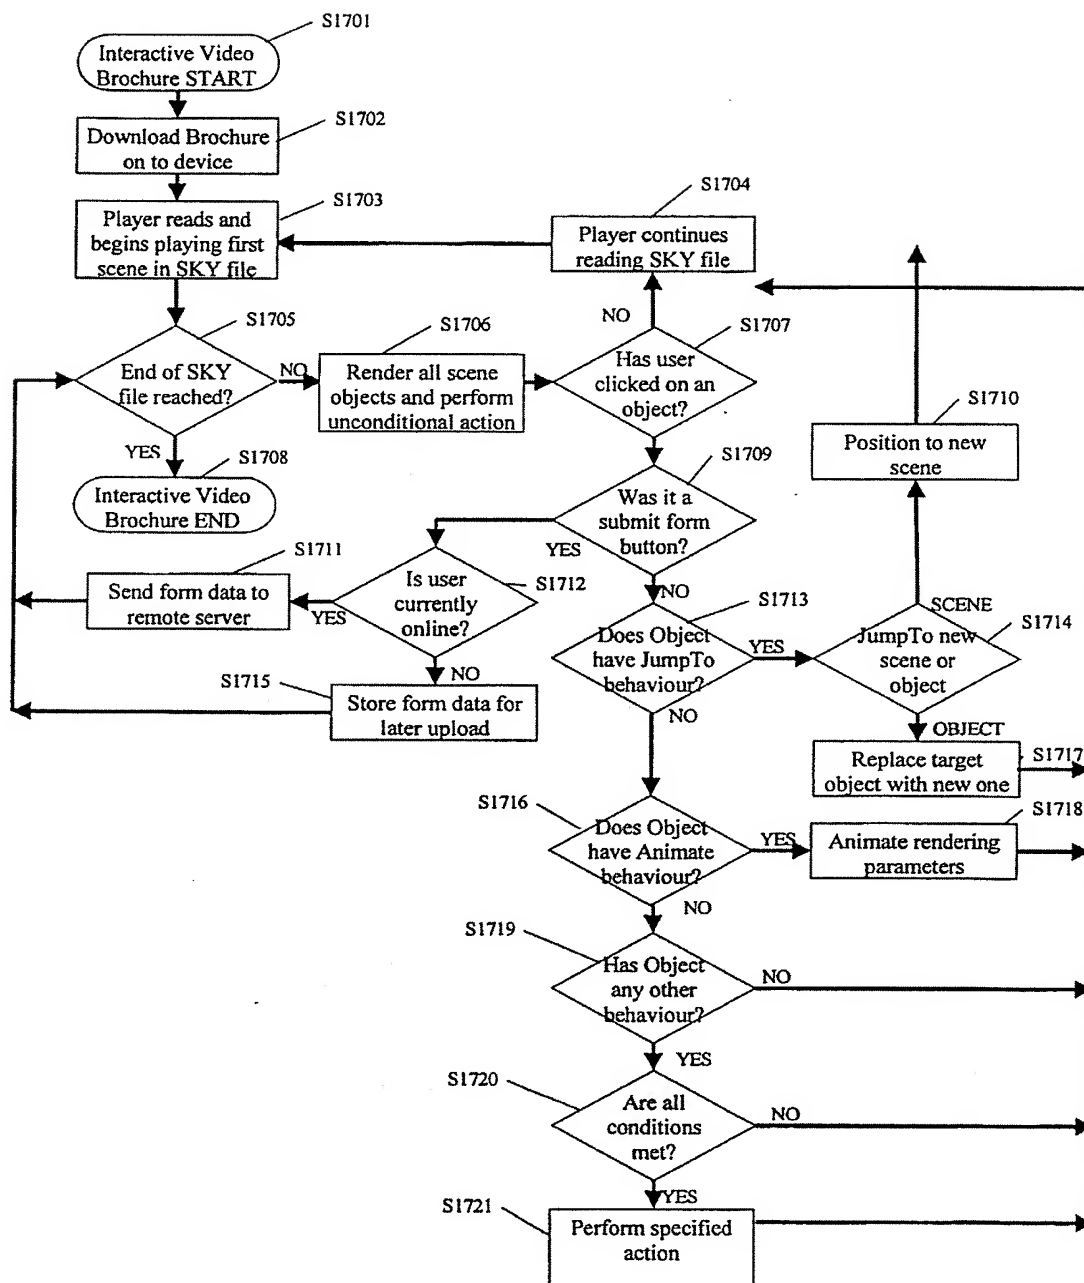 S1701
Interactive Video
Brochure START
S1702
Download Brochure
on to device
S1703
Player reads and
begins playing first
scene in SKY file
S1704
Player continues
reading SKY file
S1705
End of SKY
file reached?
NO
YES
S1706
Render all scene
objects and perform
unconditional action
NO
S1707
Has user
clicked on an
object?
S1708
Interactive Video
Brochure END
S1709
Was it a
submit form
button?
YES
NO
S1710
Position to new
scene
S1711
Send form data to
remote server
YES
S1712
Is user
currently
online?
NO
S1713
Does Object
have JumpTo
behaviour?
YES
NO
SCENE
S1714
JumpTo new
scene or
object
OBJECT
S1715
Store form data for
later upload
S1717
Replace target
object with new one
S1716
Does Object
have Animate
behaviour?
YES
NO
S1718
Animate rendering
parameters
S1719
Has Object
any other
behaviour?
NO
YES
S1720
Are all
conditions
met?
NO
YES
S1721
Perform specified
action